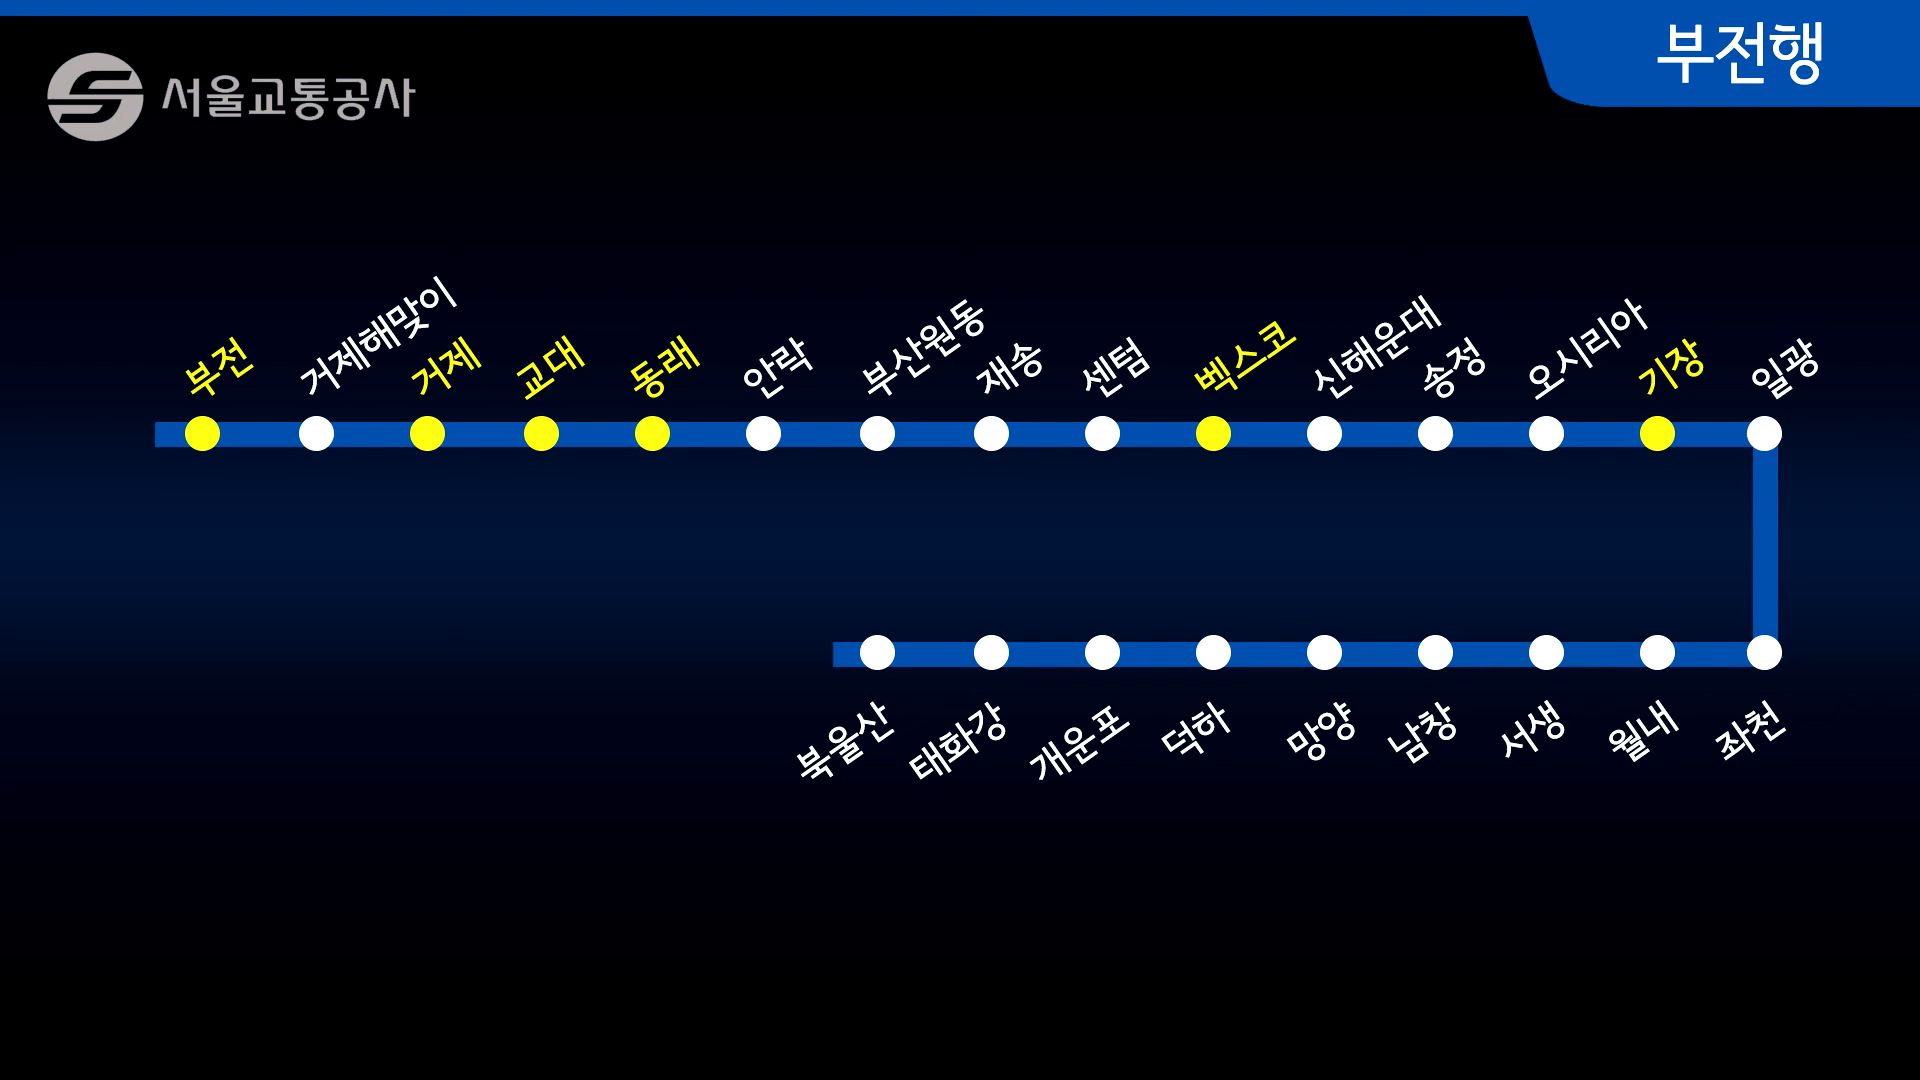 부전행
서울교통공사
부전
거제해맞이
거제
교대
동래
안락
부산원동
재송
센텀
벡스코
신해운대
송정
오시리아
기장
일광
북울산
태화강
개운포
덕하
망양
남창
서생
월내
좌천